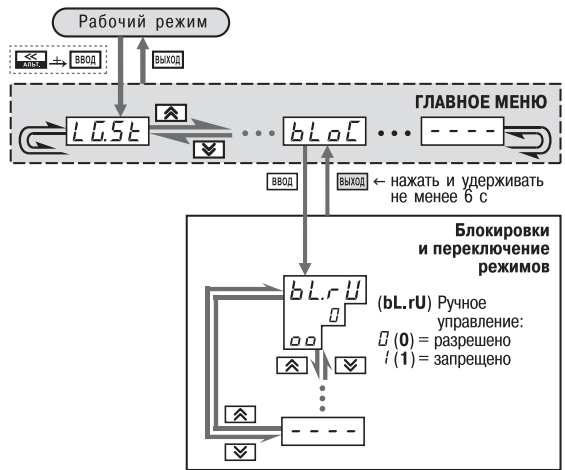 Рабочий режим
<<
АЛЬТ. + ВВОД ВЫХОД
ГЛАВНОЕ МЕНЮ
LG.St ••• bLoC ••• ----
ВВОД ВЫХОД ← нажать и удерживать
не менее 6 с
Блокировки
и переключение
режимов
bL.rU
0
oo
(bL.rU) Ручное
управление:
0 (0) = разрешено
1 (1) = запрещено
----